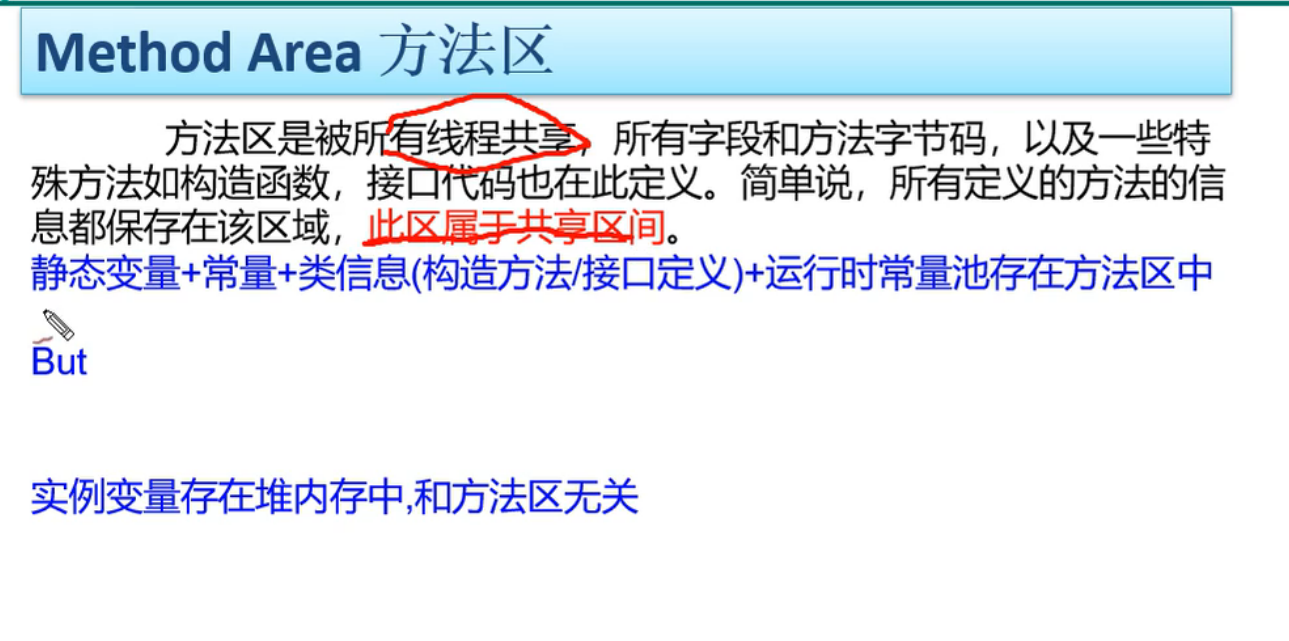 Method Area 方法区
方法区是被所有线程共享，所有字段和方法字节码，以及一些特
殊方法如构造函数，接口代码也在此定义。简单说，所有定义的方法的信
息都保存在该区域，此区属于共享区间。
静态变量+常量+类信息(构造方法/接口定义)+运行时常量池存在方法区中
But
实例变量存在堆内存中,和方法区无关